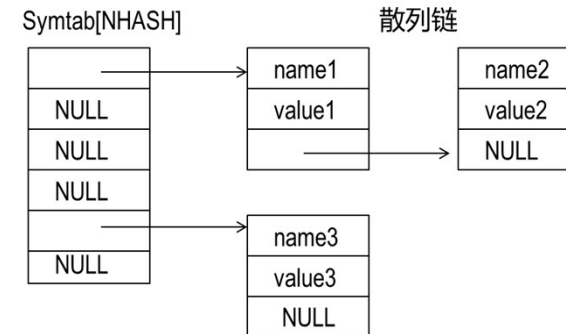 Symtab[NHASH]
散列链
name1
name2
NULL
value1
value2
NULL
NULL
NULL
name3
NULL
value3
NULL